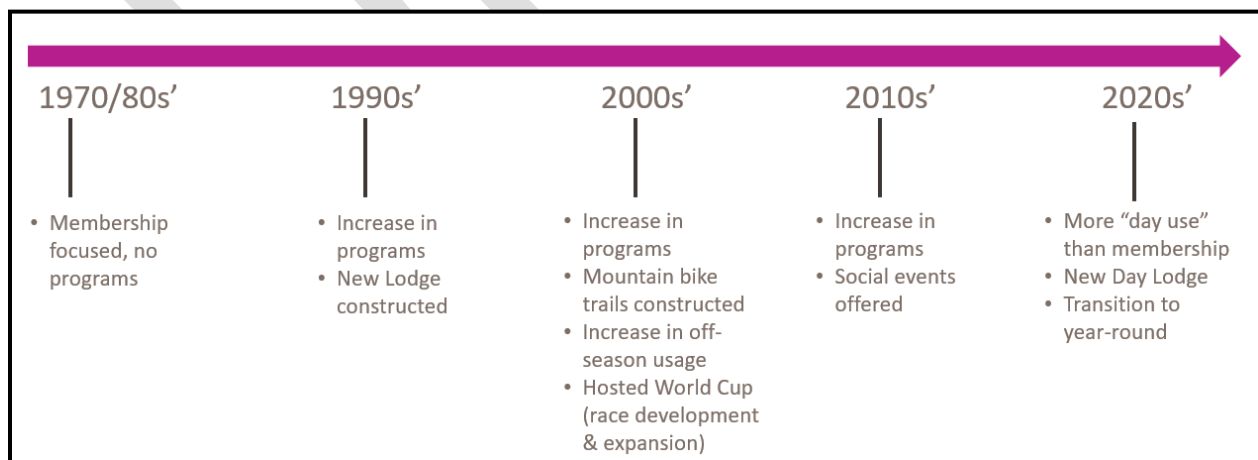 1970/80s’
1990s’
2000s’
2010s’
2020s’
• Membership
focused, no
programs
• Increase in
programs
• New Lodge
constructed
• Increase in
programs
• Mountain bike
trails constructed
• Increase in off-
season usage
• Hosted World Cup
(race development
& expansion)
• Increase in
programs
• Social events
offered
• More “day use”
than membership
• New Day Lodge
• Transition to
year-round